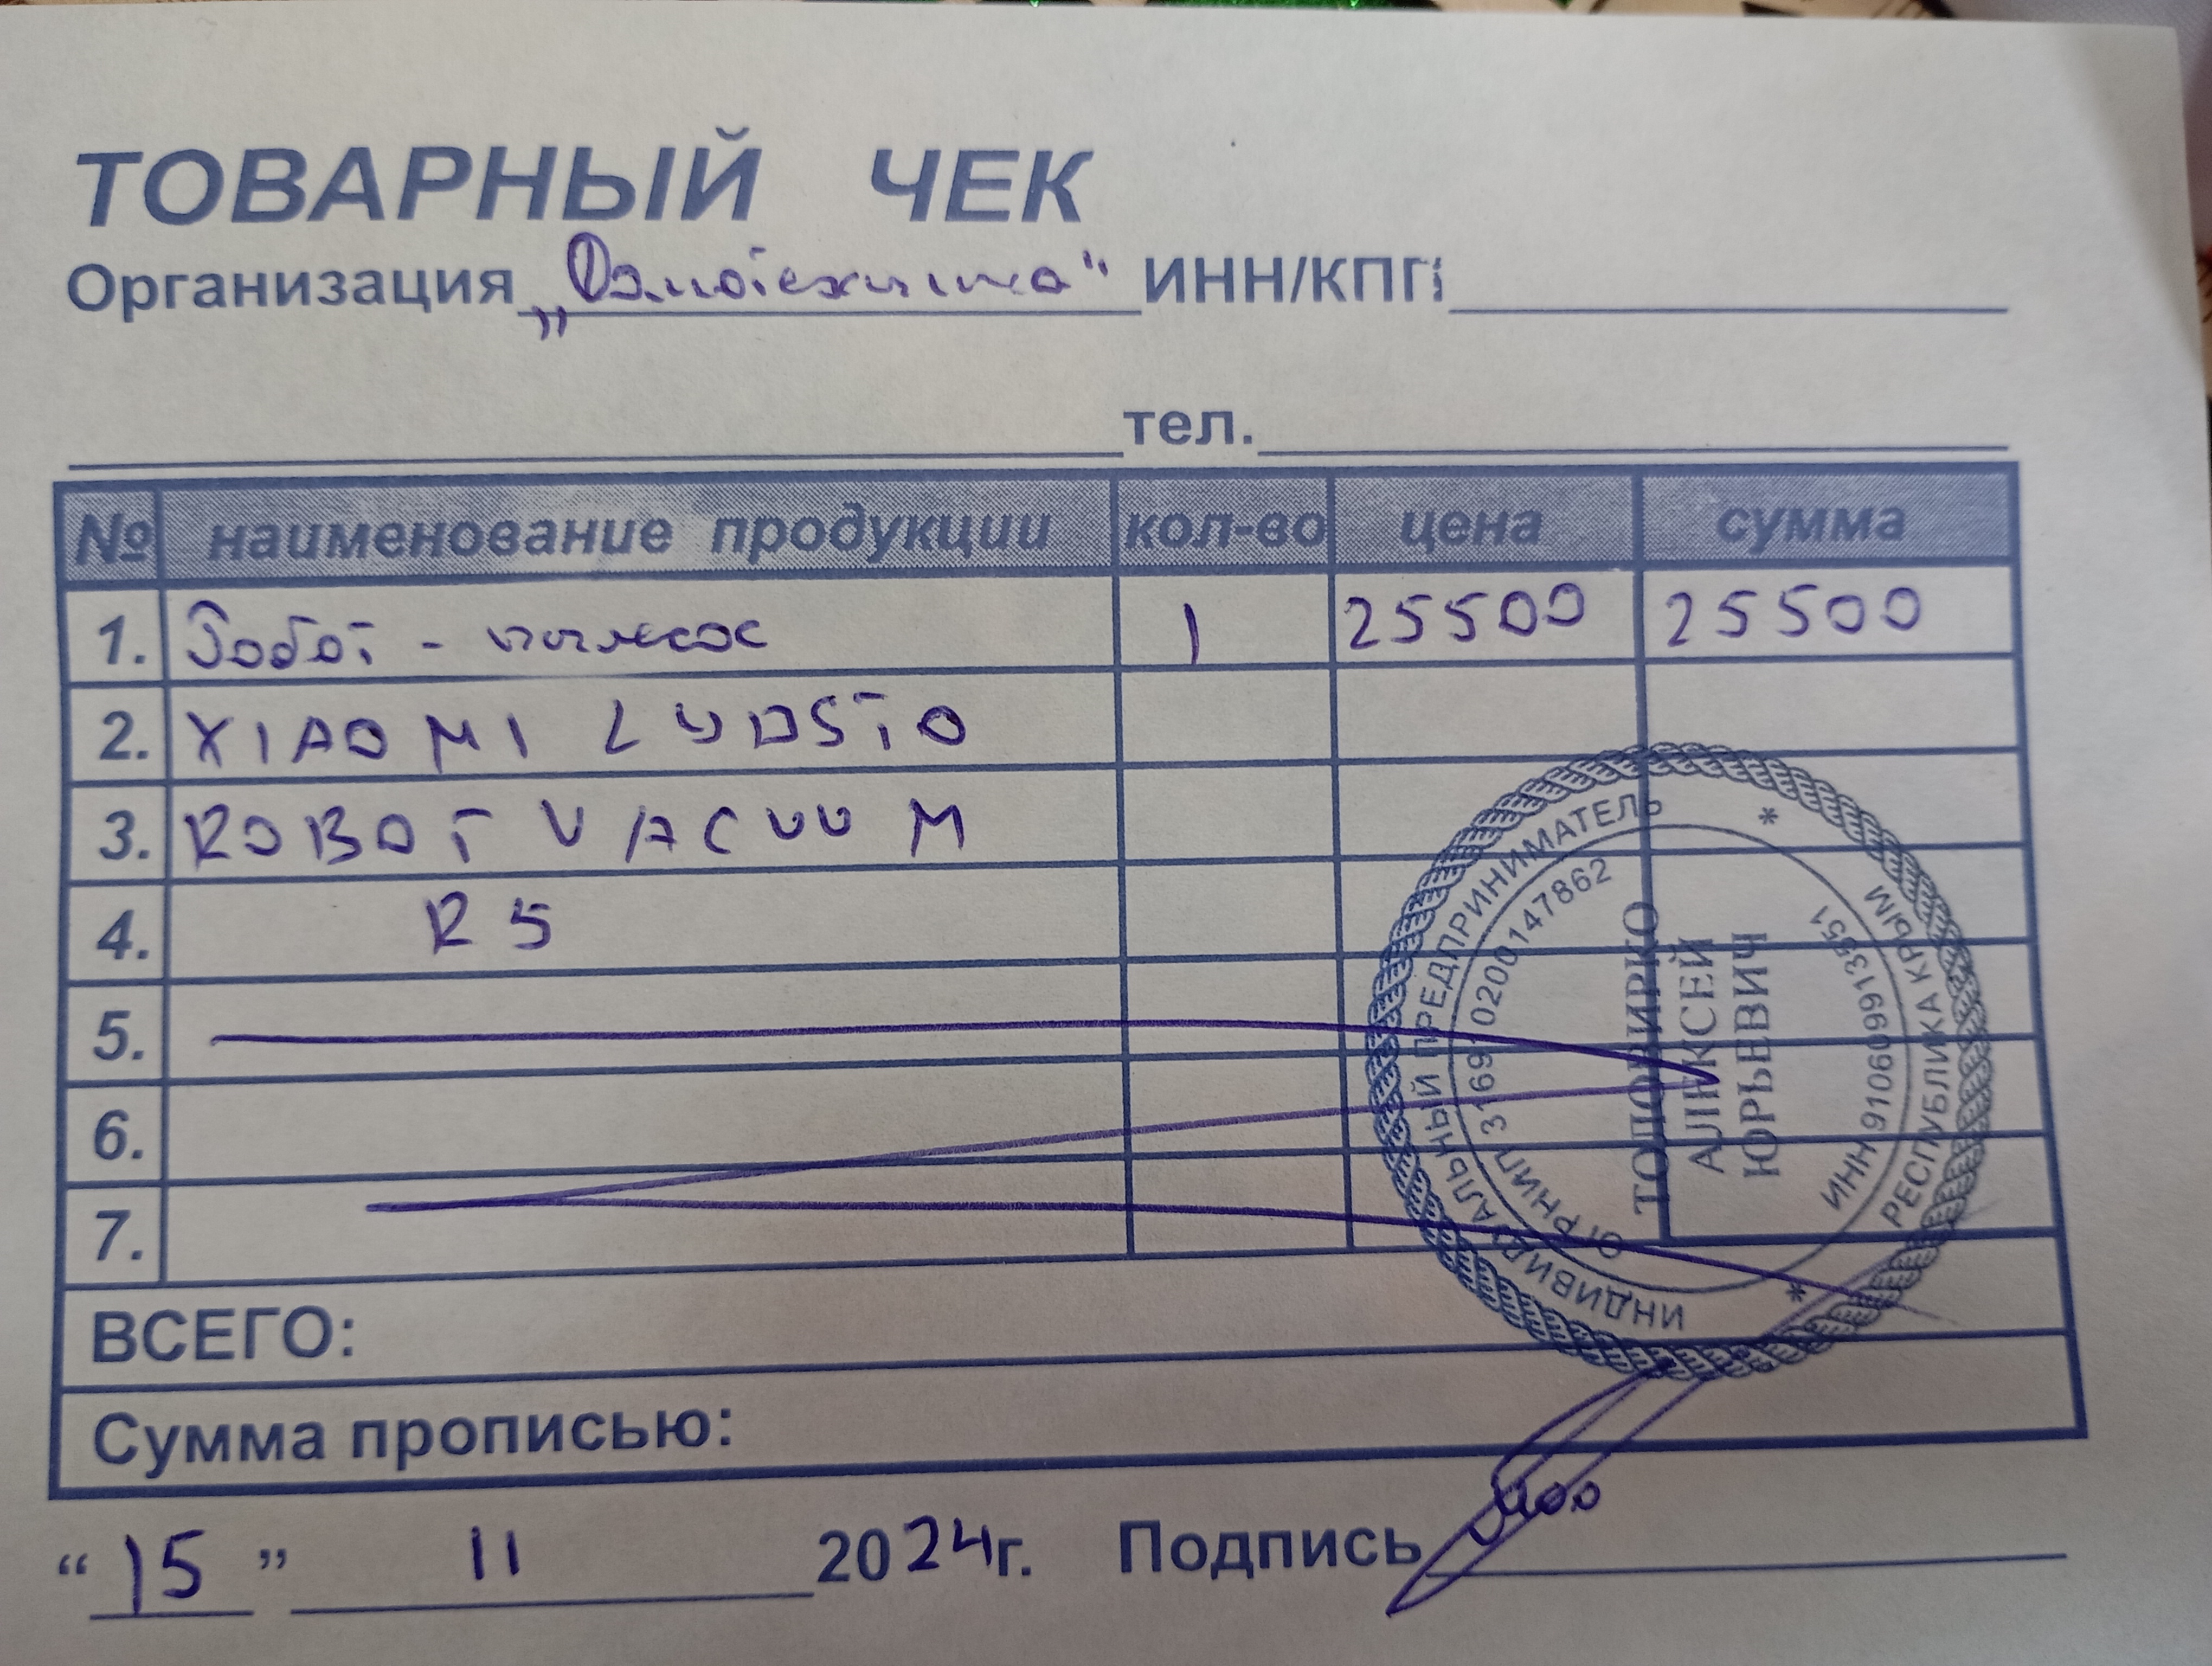 ТОВАРНЫЙ ЧЕК
Организация ИНН/КПП
тел.
№ наименование продукции кол-во цена сумма
1. Робот - пылесос 1 25500 25500
2. XIAOMI LYDSTO
3. ROBOT VACUUM
4. R5
5.
6.
7.
ВСЕГО:
Сумма прописью:
“ 15 ” 11 2024г. Подпись
ИНДИВИДУАЛЬНЫЙ ПРЕДПРИНИМАТЕЛЬ
* РЕСПУБЛИКА КРЫМ *
АЛЕКСЕЙ
ЮРЬЕВИЧ